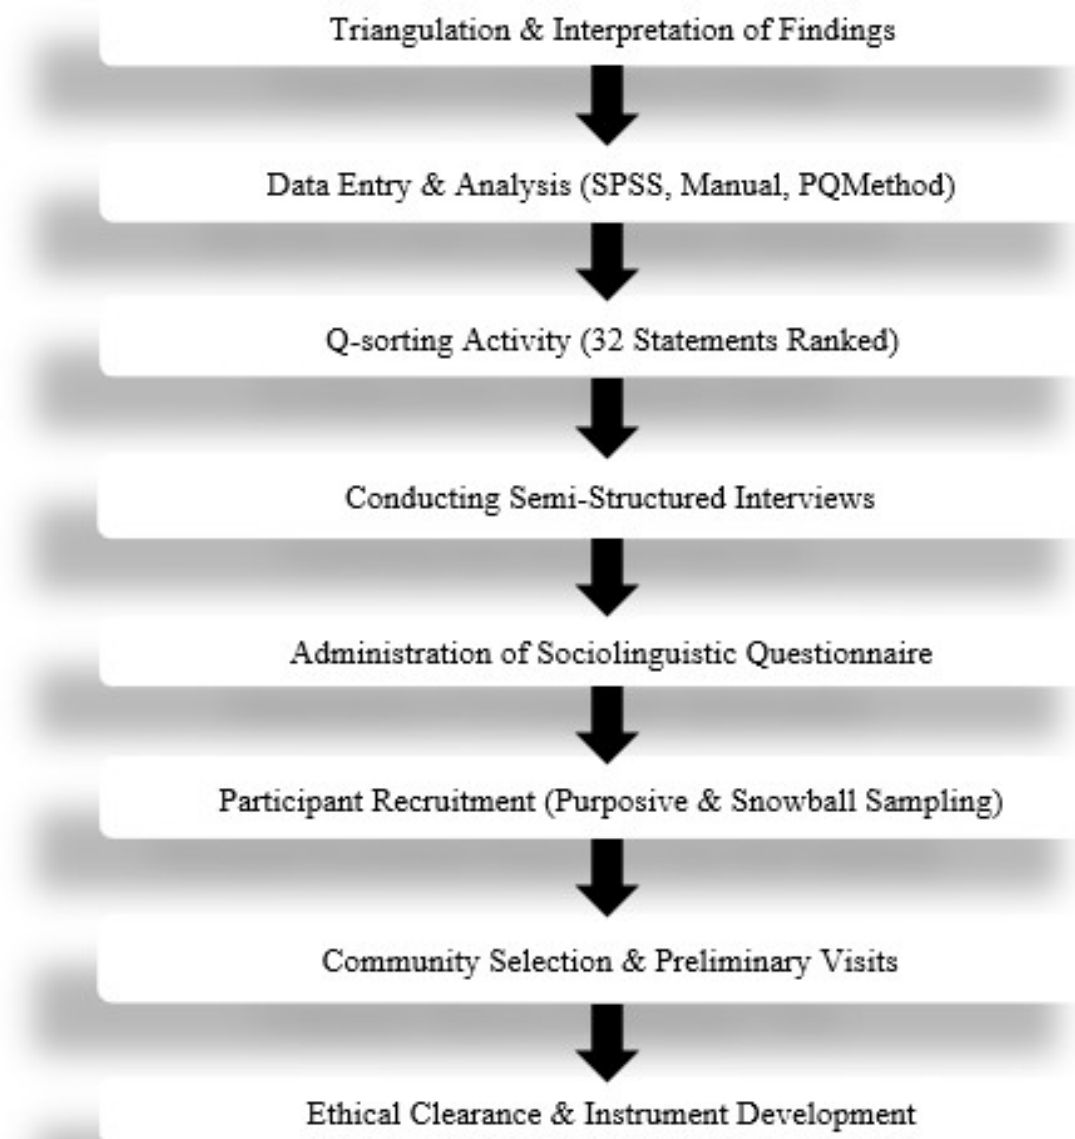 Triangulation & Interpretation of Findings
Data Entry & Analysis (SPSS, Manual, PQMethod)
Q-sorting Activity (32 Statements Ranked)
Conducting Semi-Structured Interviews
Administration of Sociolinguistic Questionnaire
Participant Recruitment (Purposive & Snowball Sampling)
Community Selection & Preliminary Visits
Ethical Clearance & Instrument Development